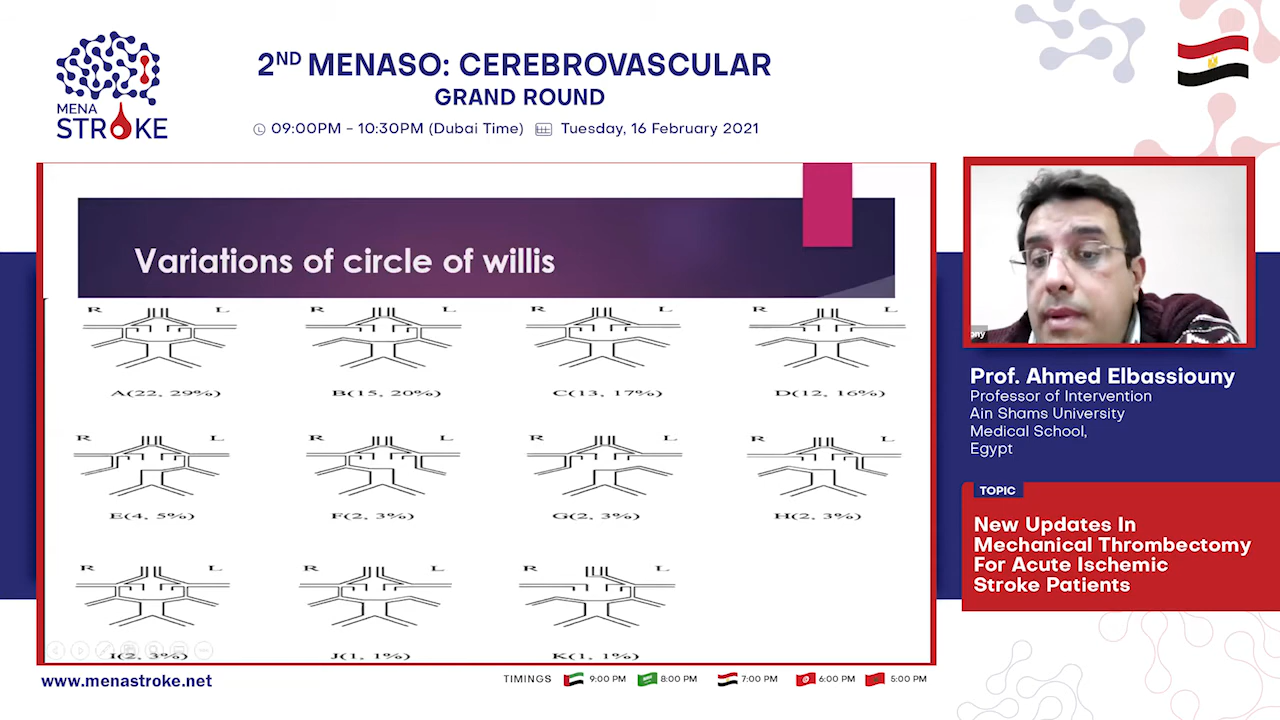 MENA
STROKE
2ND MENASO: CEREBROVASCULAR
GRAND ROUND
09:00PM - 10:30PM (Dubai Time) Tuesday, 16 February 2021
Variations of circle of willis
R L R L R L R L
A(22, 29%) B(15, 20%) C(13, 17%) D(12, 16%)
R L R L R L R L
E(4, 5%) F(2, 3%) G(2, 3%) H(2, 3%)
R L R L R L
I(2, 3%) J(1, 1%) K(1, 1%)
ony
Prof. Ahmed Elbassiouny
Professor of Intervention
Ain Shams University
Medical School,
Egypt
TOPIC
New Updates In
Mechanical Thrombectomy
For Acute Ischemic
Stroke Patients
www.menastroke.net
TIMINGS 9:00 PM 8:00 PM 7:00 PM 6:00 PM 5:00 PM